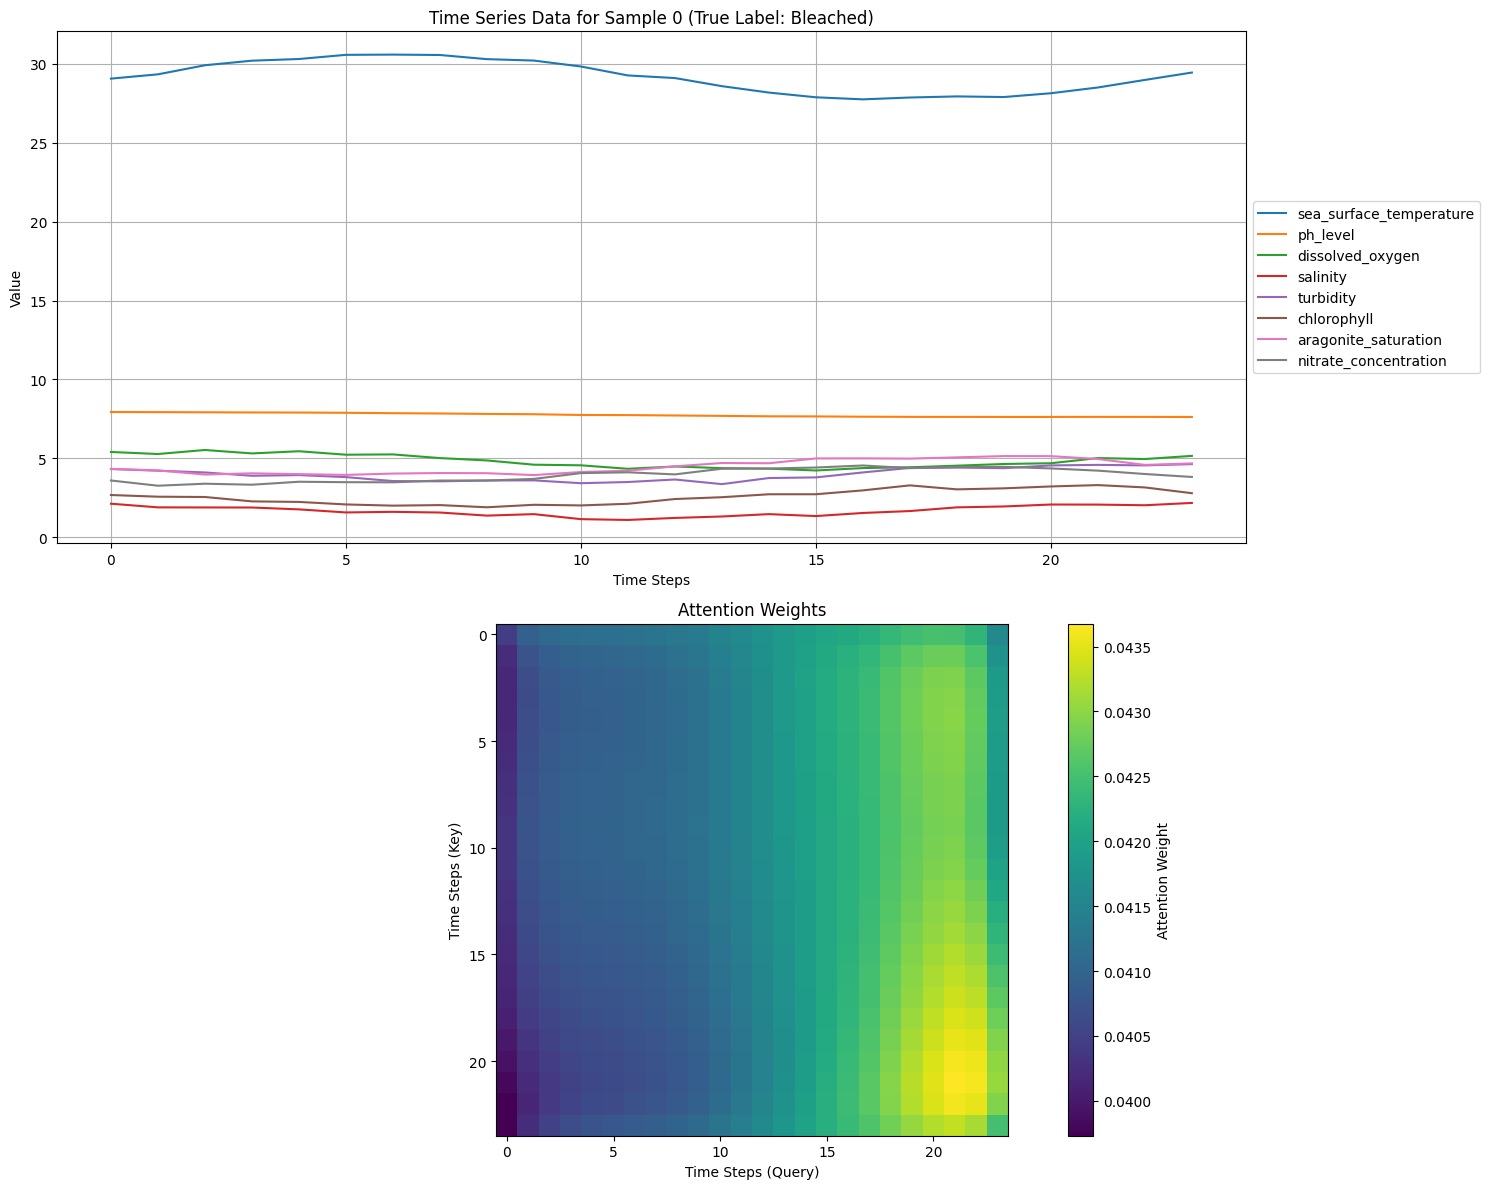 Time Series Data for Sample 0 (True Label: Bleached)
30
25
20
15
10
5
0
Value
0 5 10 15 20
Time Steps
sea_surface_temperature
ph_level
dissolved_oxygen
salinity
turbidity
chlorophyll
aragonite_saturation
nitrate_concentration
Attention Weights
0
5
10
15
20
Time Steps (Key)
0 5 10 15 20
Time Steps (Query)
0.0435
0.0430
0.0425
0.0420
0.0415
0.0410
0.0405
0.0400
Attention Weight